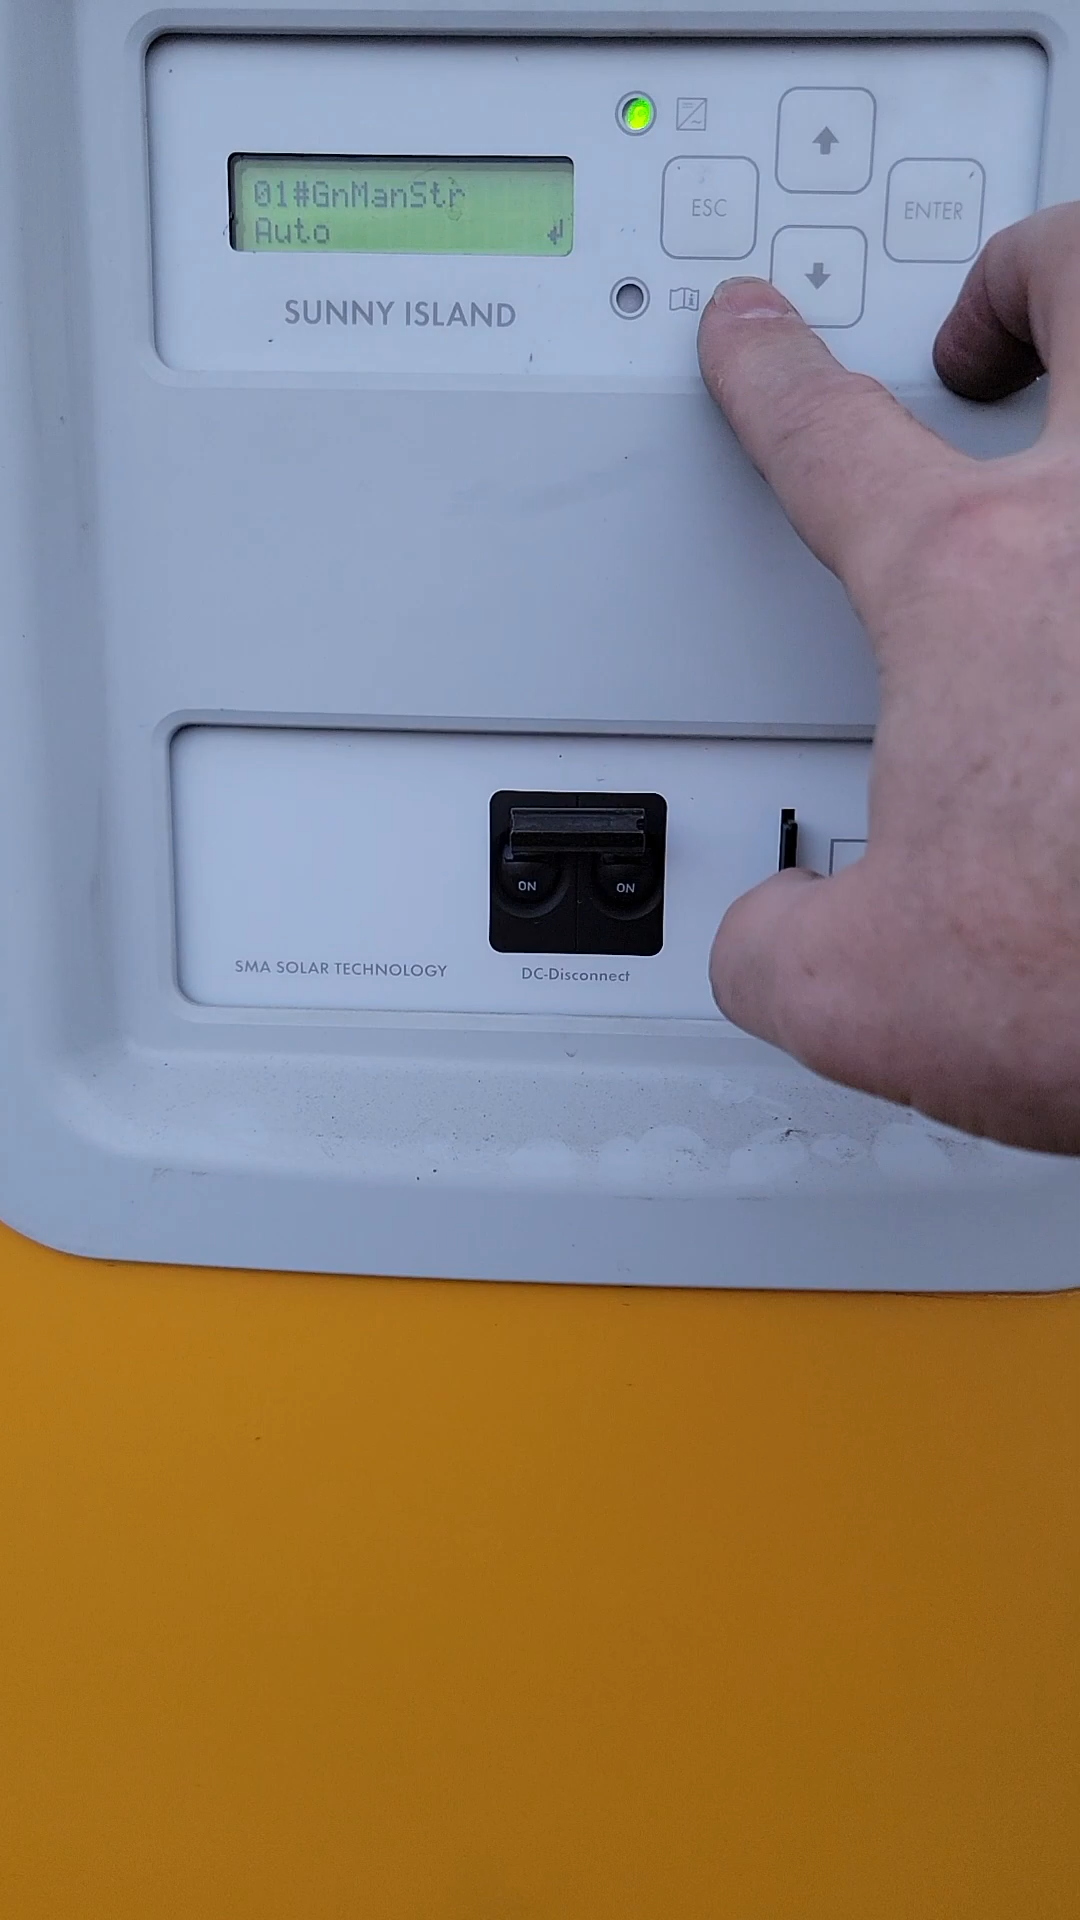 01#GnManStr
Auto ↲
ESC
ENTER
SUNNY ISLAND
ON ON
SMA SOLAR TECHNOLOGY
DC-Disconnect